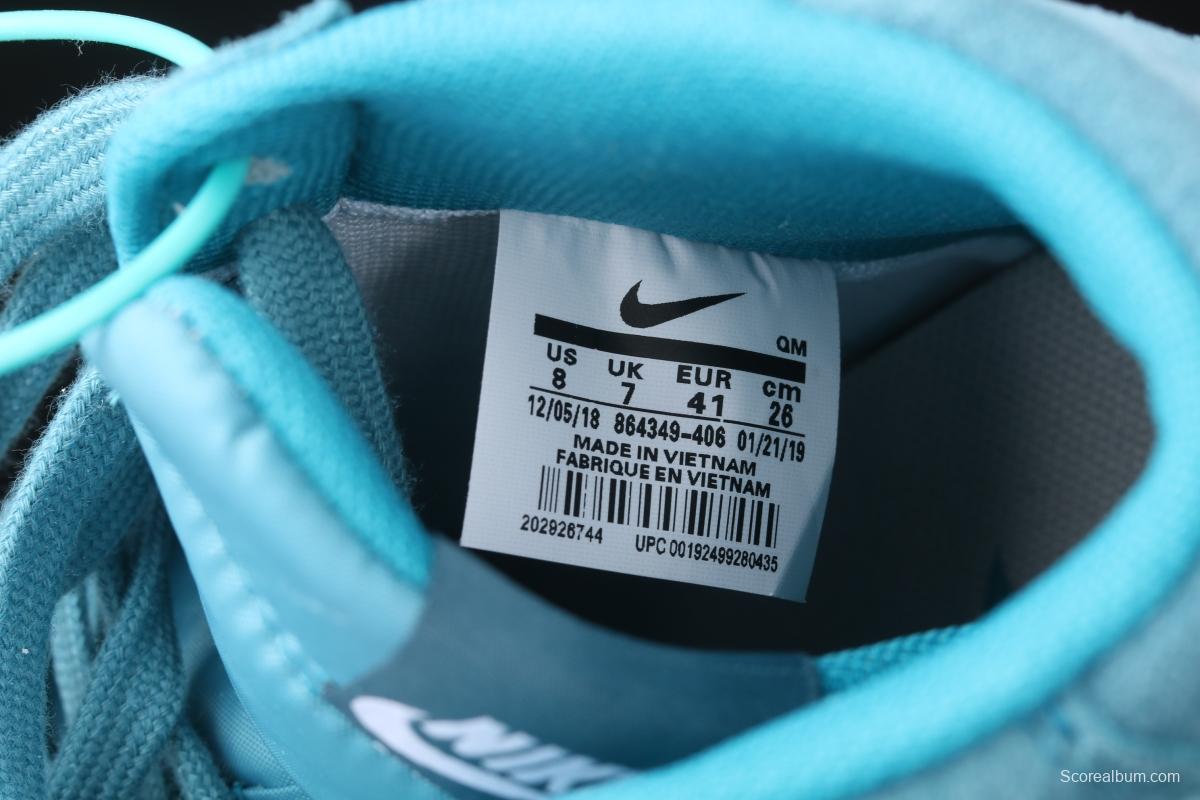 QM
US UK EUR cm
8 7 41 26
12/05/18 864349-406 01/21/19
MADE IN VIETNAM
FABRIQUE EN VIETNAM
202926744 UPC 00192499280435
NIKE
Scorealbum.com